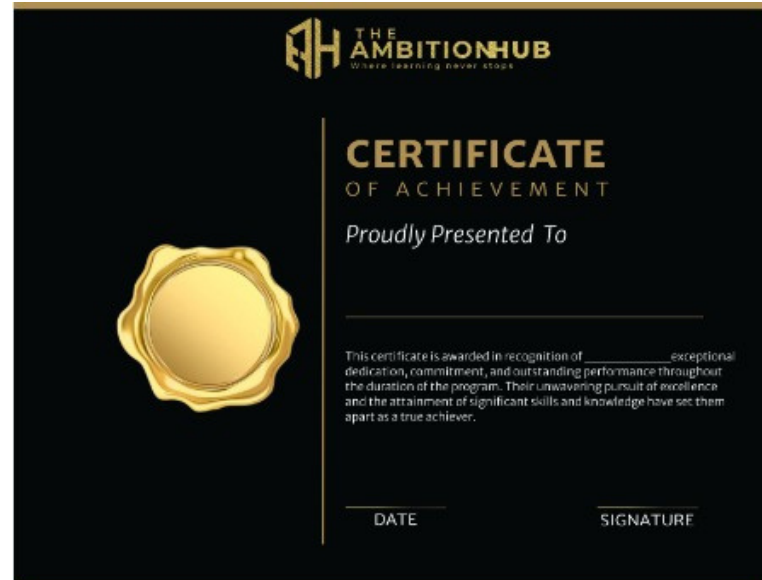 THE
AMBITIONHUB
Where learning never stops
CERTIFICATE
OF ACHIEVEMENT
Proudly Presented To
This certificate is awarded in recognition of ______________exceptional
dedication, commitment, and outstanding performance throughout
the duration of the program. Their unwavering pursuit of excellence
and the attainment of significant skills and knowledge have set them
apart as a true achiever.
DATE
SIGNATURE